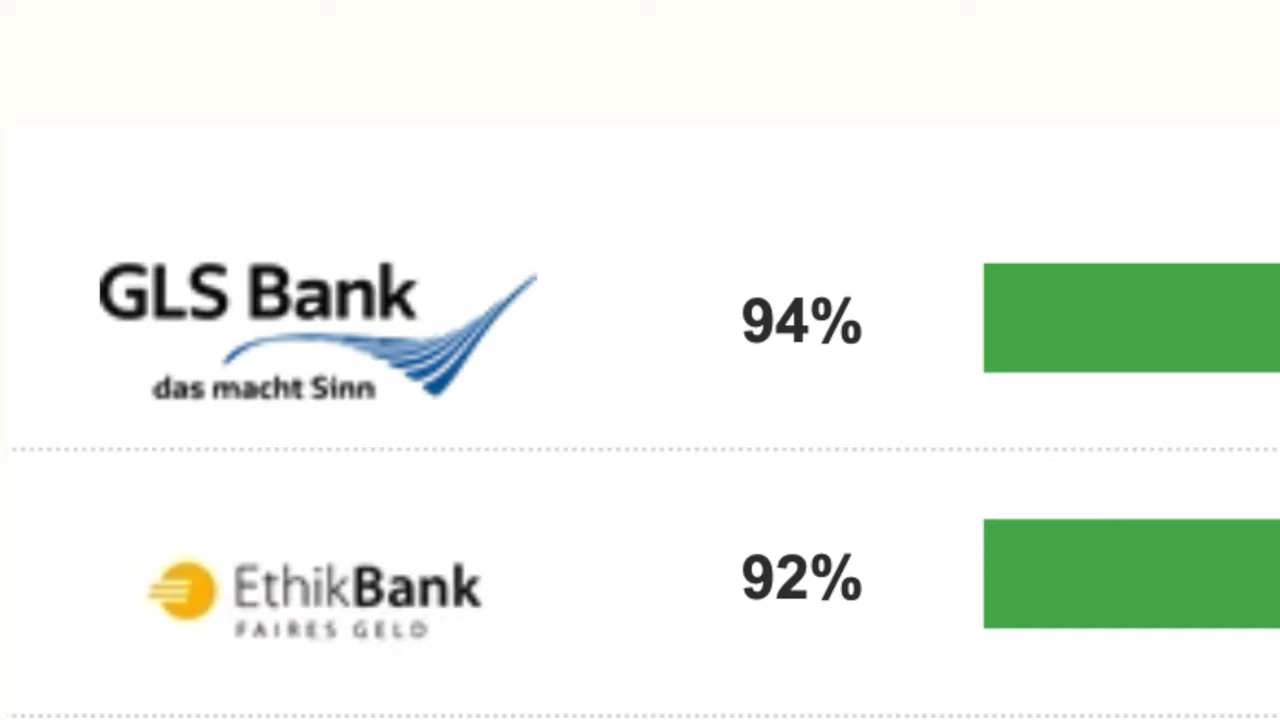 GLS Bank
das macht Sinn
94%
EthikBank
FAIRES GELD
92%